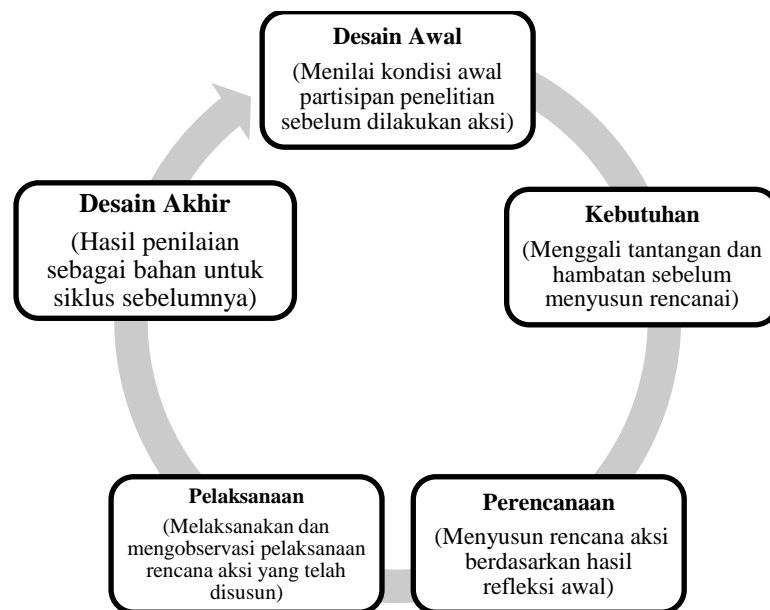 Desain Awal
(Menilai kondisi awal
partisipan penelitian
sebelum dilakukan aksi)
Kebutuhan
(Menggali tantangan dan
hambatan sebelum
menyusun rencanai)
Perencanaan
(Menyusun rencana aksi
berdasarkan hasil
refleksi awal)
Pelaksanaan
(Melaksanakan dan
mengobservasi pelaksanaan
rencana aksi yang telah
disusun)
Desain Akhir
(Hasil penilaian
sebagai bahan untuk
siklus sebelumnya)